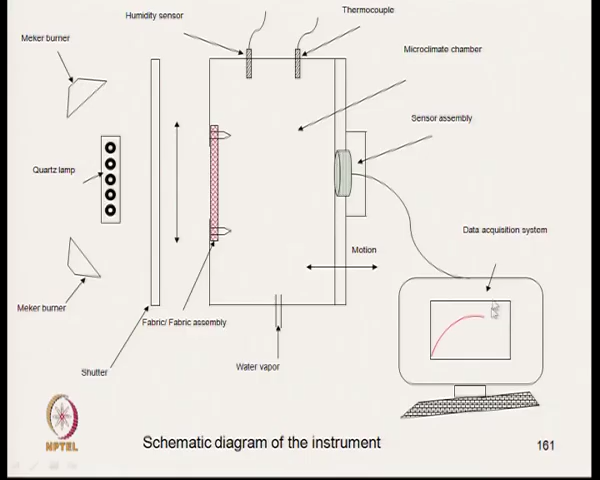 Humidity sensor
Thermocouple
Meker burner
Microclimate chamber
Sensor assembly
Quartz lamp
Data acquisition system
Motion
Meker burner
Fabric/ Fabric assembly
Water vapor
Shutter
NPTEL
Schematic diagram of the instrument
161